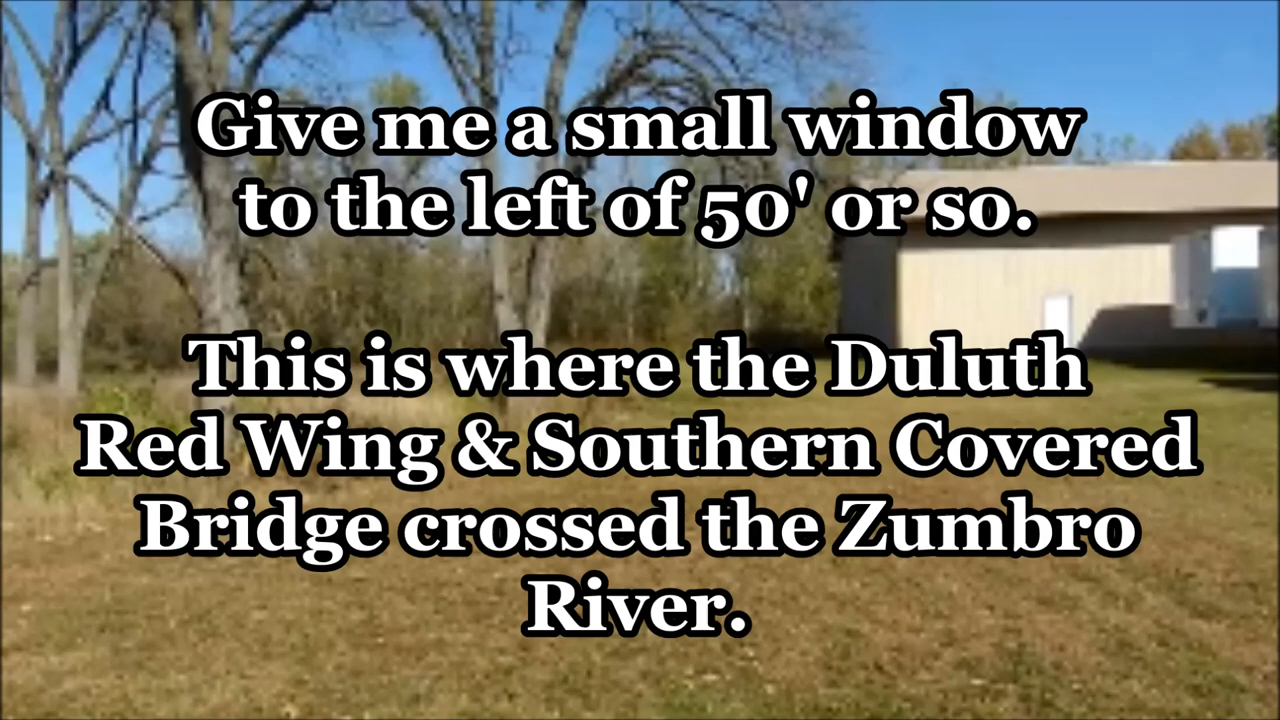 Give me a small window
to the left of 50' or so.
This is where the Duluth
Red Wing & Southern Covered
Bridge crossed the Zumbro
River.